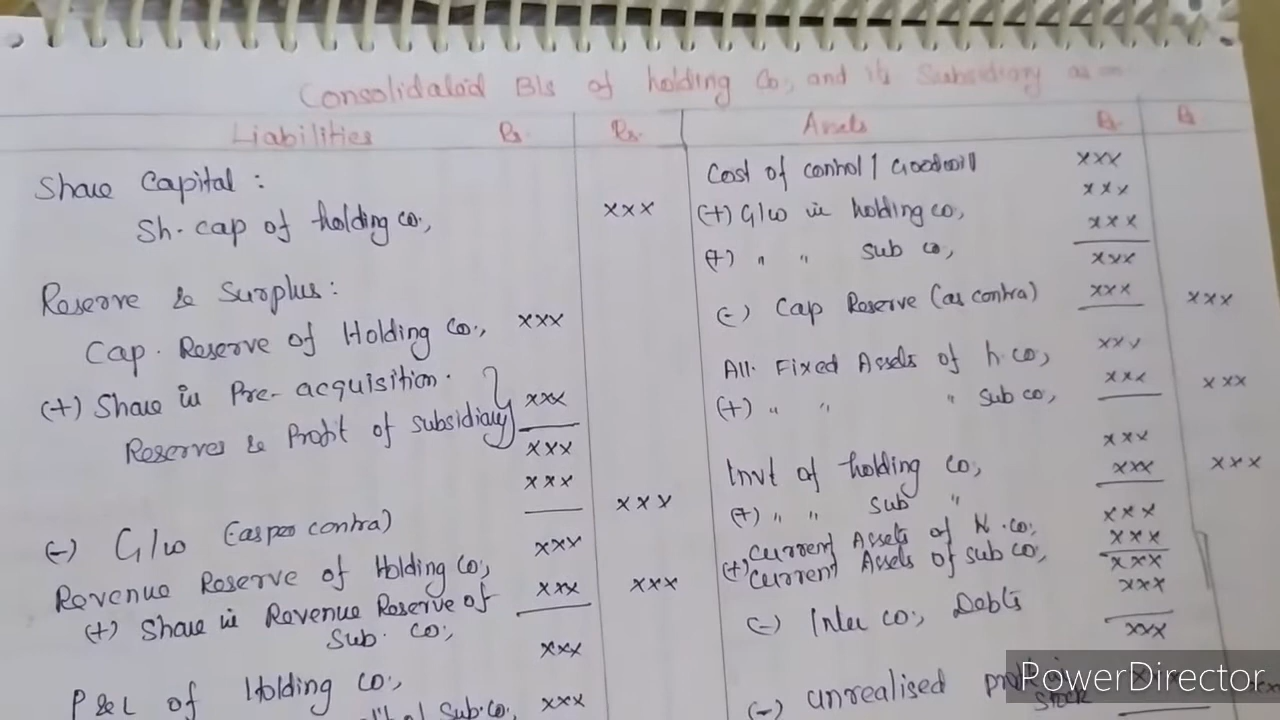 Consolidated B/s of holding Co., and its Subsidiary as on
Liabilities Rs. Rs. Assets Rs. Rs.
Share Capital :
Sh. cap of holding co., xxx
Reserve & Surplus :
Cap. Reserve of Holding Co., xxx
(+) Share in Pre-acquisition
Reserves & Profit of subsidiary xxx
xxx
xxx
(-) G/w (as per contra) xxx
Revenue Reserve of Holding Co., xxx
(+) Share in Revenue Reserve of xxx xxx
Sub. co.,
xxx
P&L of Holding Co.,
sub.co., xxx
Cost of control / Goodwill xxx
(+) G/w in holding co., xxx
(+) " " sub co., xxx
xxx
(-) Cap Reserve (as contra) xxx xxx
All. Fixed Assets of h.co., xxx
(+) " " " sub co., xxx xxx
xxx
Invt of holding co., xxx xxx
(+) " " sub "
Current Assets of H.co., xxx
(+) Current Assets of sub co., xxx
xxx
(-) Inter co., Debts xxx
xxx
(-) unrealised profit in
stock
PowerDirector